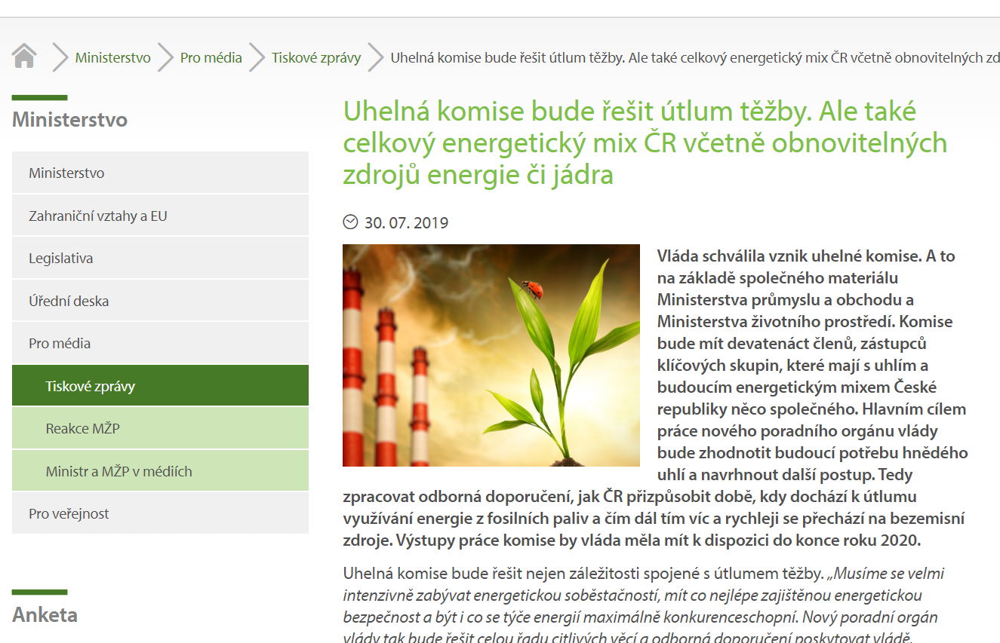 Ministerstvo Pro média Tiskové zprávy Uhelná komise bude řešit útlum těžby. Ale také celkový energetický mix ČR včetně obnovitelných
Ministerstvo
Ministerstvo
Zahraniční vztahy a EU
Legislativa
Úřední deska
Pro média
Tiskové zprávy
Reakce MŽP
Ministr a MŽP v médiích
Pro veřejnost
Anketa
Uhelná komise bude řešit útlum těžby. Ale také
celkový energetický mix ČR včetně obnovitelných
zdrojů energie či jádra
30. 07. 2019
Vláda schválila vznik uhelné komise. A to
na základě společného materiálu
Ministerstva průmyslu a obchodu a
Ministerstva životního prostředí. Komise
bude mít devatenáct členů, zástupců
klíčových skupin, které mají s uhlím a
budoucím energetickým mixem České
republiky něco společného. Hlavním cílem
práce nového poradního orgánu vlády
bude zhodnotit budoucí potřebu hnědého
uhlí a navrhnout další postup. Tedy
zpracovat odborná doporučení, jak ČR přizpůsobit době, kdy dochází k útlumu
využívání energie z fosilních paliv a čím dál tím víc a rychleji se přechází na bezemisní
zdroje. Výstupy práce komise by vláda měla mít k dispozici do konce roku 2020.
Uhelná komise bude řešit nejen záležitosti spojené s útlumem těžby. „Musíme se velmi
intenzivně zabývat energetickou soběstačností, mít co nejlépe zajištěnou energetickou
bezpečnost a být i co se týče energií maximálně konkurenceschopní. Nový poradní orgán
vlády tak bude řešit celou řadu citlivých věcí a odborná doporučení poskytovat vládě.